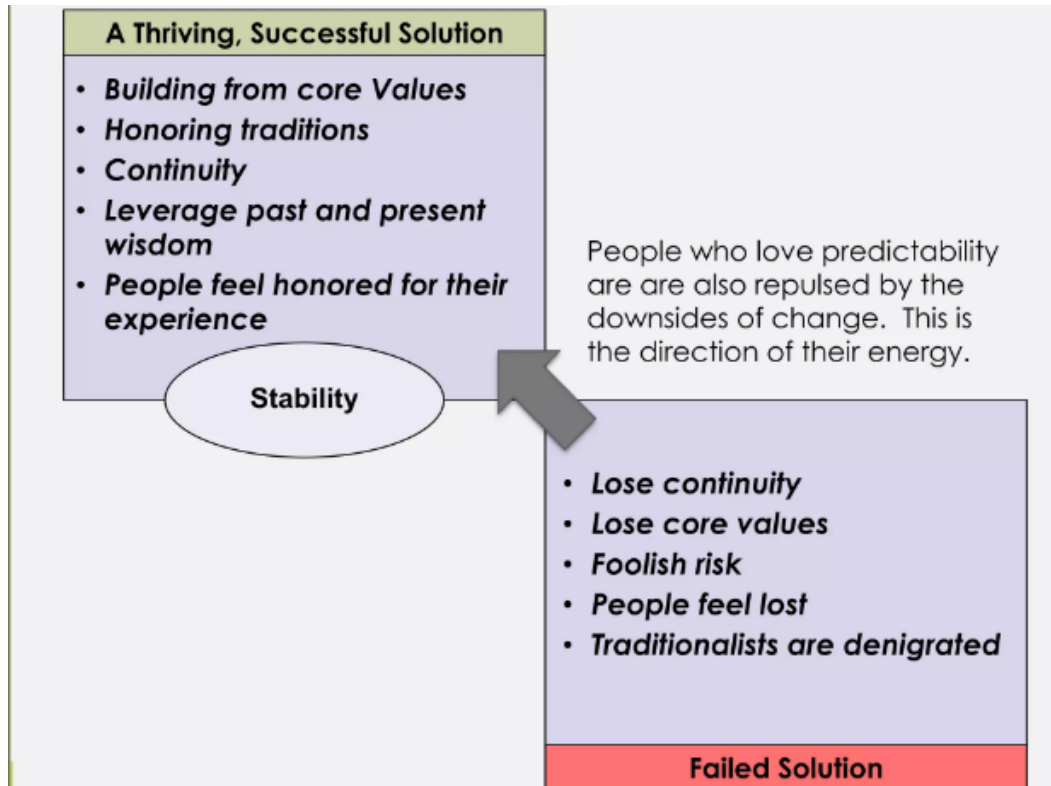 A Thriving, Successful Solution
• Building from core Values
• Honoring traditions
• Continuity
• Leverage past and present
wisdom
• People feel honored for their
experience
Stability
People who love predictability
are are also repulsed by the
downsides of change.  This is
the direction of their energy.
• Lose continuity
• Lose core values
• Foolish risk
• People feel lost
• Traditionalists are denigrated
Failed Solution